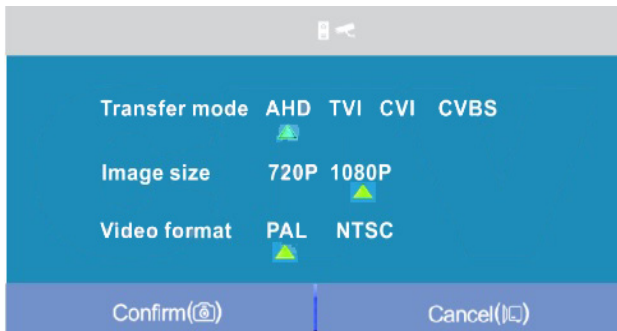 Transfer mode AHD TVI CVI CVBS
Image size 720P 1080P
Video format PAL NTSC
Confirm() Cancel()